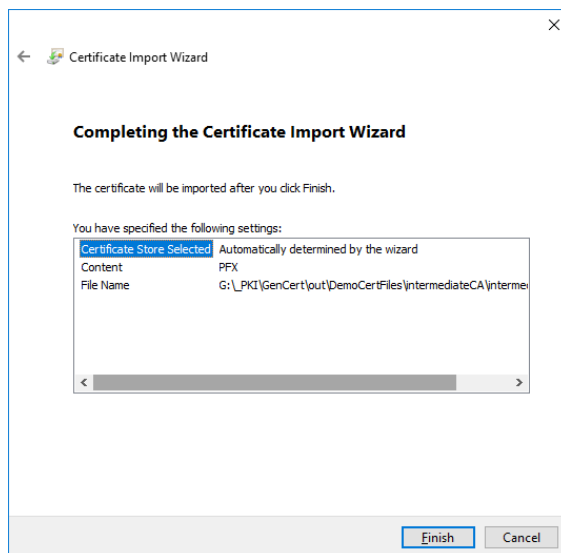 Certificate Import Wizard
Completing the Certificate Import Wizard
The certificate will be imported after you click Finish.
You have specified the following settings:
Certificate Store Selected Automatically determined by the wizard
Content PFX
File Name G:\_PKI\GenCert\out\DemoCertFiles\intermediateCA\interme
Finish Cancel